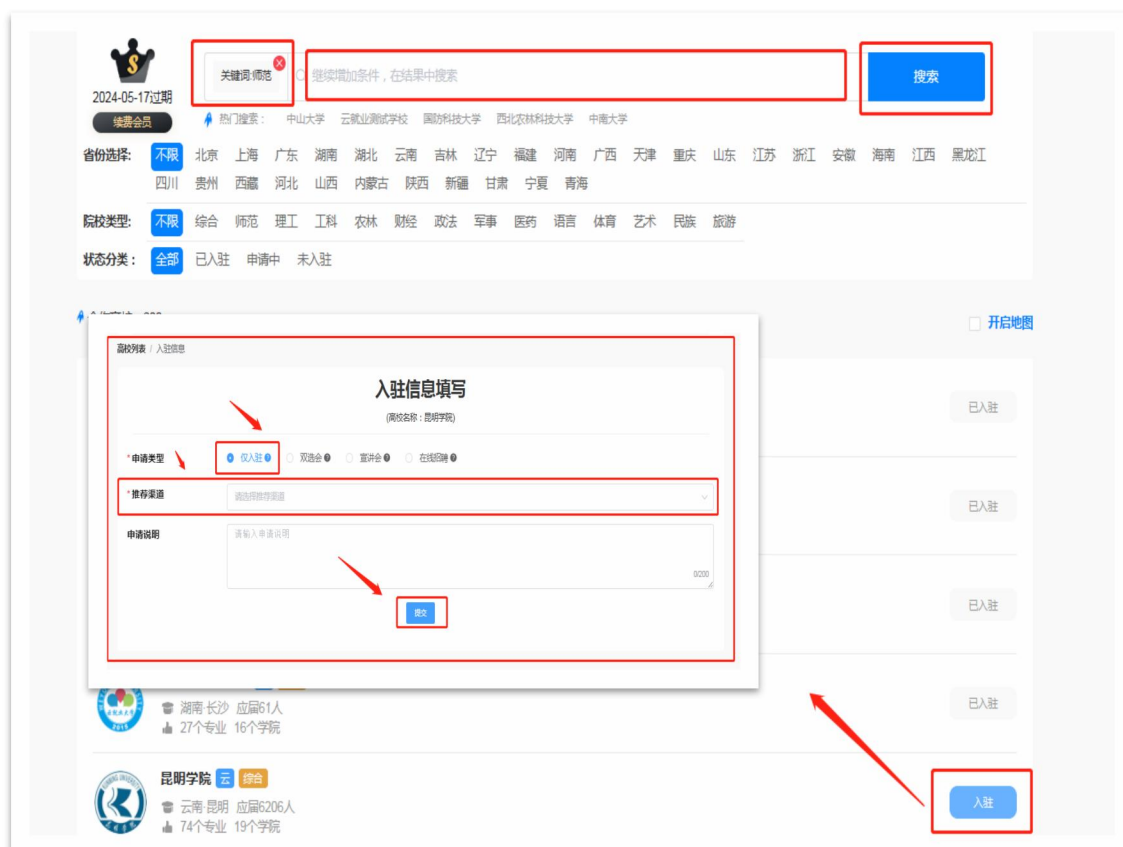 关键词:师范
继续增加条件，在结果中搜索
搜索
2024-05-17过期
续费会员
热门搜索： 中山大学 云就业测试学校 国防科技大学 西北农林科技大学 中南大学
省份选择: 不限 北京 上海 广东 湖南 湖北 云南 吉林 辽宁 福建 河南 广西 天津 重庆 山东 江苏 浙江 安徽 海南 江西 黑龙江
四川 贵州 西藏 河北 山西 内蒙古 陕西 新疆 甘肃 宁夏 青海
院校类型: 不限 综合 师范 理工 工科 农林 财经 政法 军事 医药 语言 体育 艺术 民族 旅游
状态分类： 全部 已入驻 申请中 未入驻
开启地图
高校列表 / 入驻信息
入驻信息填写
(高校名称：昆明学院)
*申请类型 仅入驻 双选会 宣讲会 在线招聘
*推荐渠道 请选择推荐渠道
申请说明 请输入申请说明
0/200
提交
已入驻
已入驻
已入驻
湖南·长沙 应届61人
27个专业 16个学院
已入驻
昆明学院 云 综合
云南·昆明 应届6206人
74个专业 19个学院
入驻